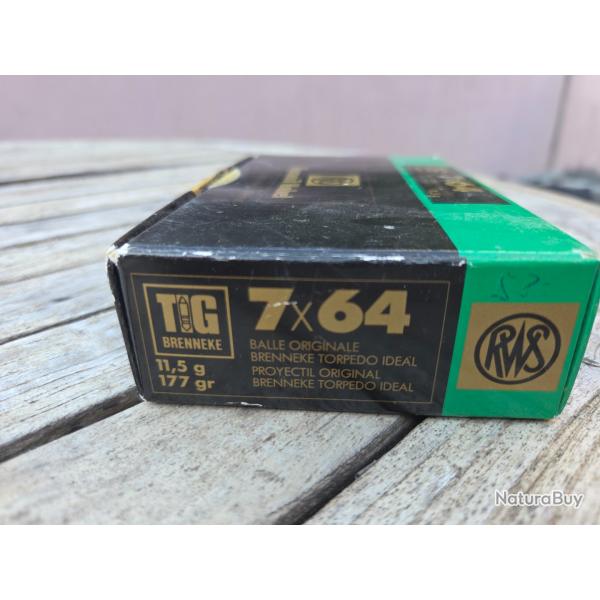 TIG
BRENNEKE
11,5 g
177 gr
7x64
BALLE ORIGINALE
BRENNEKE TORPEDO IDEAL
PROYECTIL ORIGINAL
BRENNEKE TORPEDO IDEAL
RWS
NaturaBuy